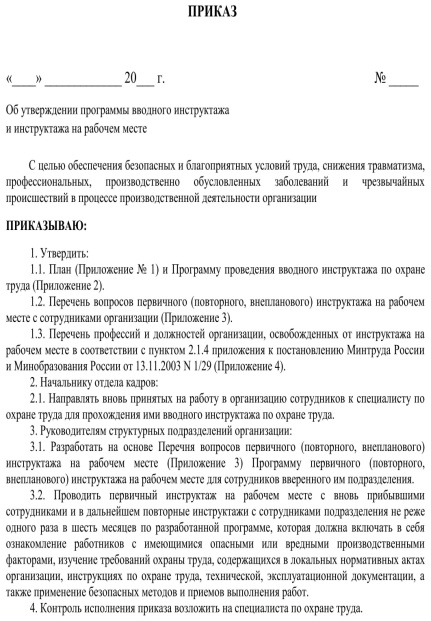 ПРИКАЗ
«____» _____________ 20___ г. № _____
Об утверждении программы вводного инструктажа
и инструктажа на рабочем месте
С целью обеспечения безопасных и благоприятных условий труда, снижения травматизма,
профессиональных, производственно обусловленных заболеваний и чрезвычайных
происшествий в процессе производственной деятельности организации
ПРИКАЗЫВАЮ:
1. Утвердить:
1.1. План (Приложение № 1) и Программу проведения вводного инструктажа по охране
труда (Приложение 2).
1.2. Перечень вопросов первичного (повторного, внепланового) инструктажа на рабочем
месте с сотрудниками организации (Приложение 3).
1.3. Перечень профессий и должностей организации, освобожденных от инструктажа на
рабочем месте в соответствии с пунктом 2.1.4 приложения к постановлению Минтруда России
и Минобразования России от 13.11.2003 N 1/29 (Приложение 4).
2. Начальнику отдела кадров:
2.1. Направлять вновь принятых на работу в организацию сотрудников к специалисту по
охране труда для прохождения ими вводного инструктажа по охране труда.
3. Руководителям структурных подразделений организации:
3.1. Разработать на основе Перечня вопросов первичного (повторного, внепланового)
инструктажа на рабочем месте (Приложение 3) Программу первичного (повторного,
внепланового) инструктажа на рабочем месте для сотрудников вверенного им подразделения.
3.2. Проводить первичный инструктаж на рабочем месте с вновь прибывшими
сотрудниками и в дальнейшем повторные инструктажи с сотрудниками подразделения не реже
одного раза в шесть месяцев по разработанной программе, которая должна включать в себя
ознакомление работников с имеющимися опасными или вредными производственными
факторами, изучение требований охраны труда, содержащихся в локальных нормативных актах
организации, инструкциях по охране труда, технической, эксплуатационной документации, а
также применение безопасных методов и приемов выполнения работ.
4. Контроль исполнения приказа возложить на специалиста по охране труда.